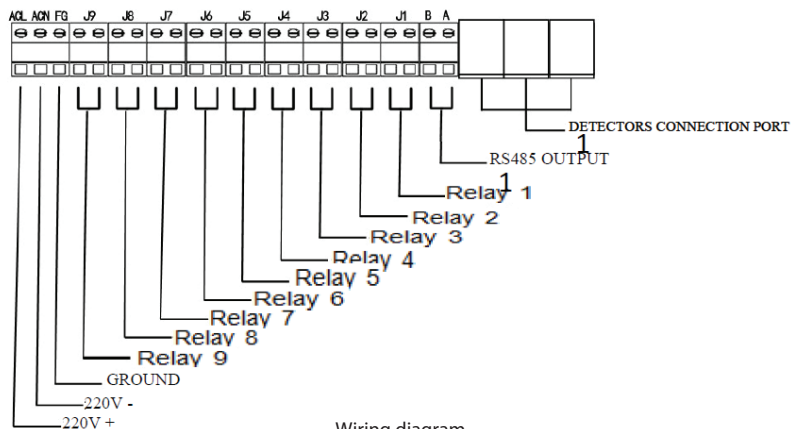 ACL ACN FG J9 J8 J7 J6 J5 J4 J3 J2 J1 B A
DETECTORS CONNECTION PORT
1
RS485 OUTPUT
1
Relay 1
Relay 2
Relay 3
Relay 4
Relay 5
Relay 6
Relay 7
Relay 8
Relay 9
GROUND
220V -
220V +
Wiring diagram